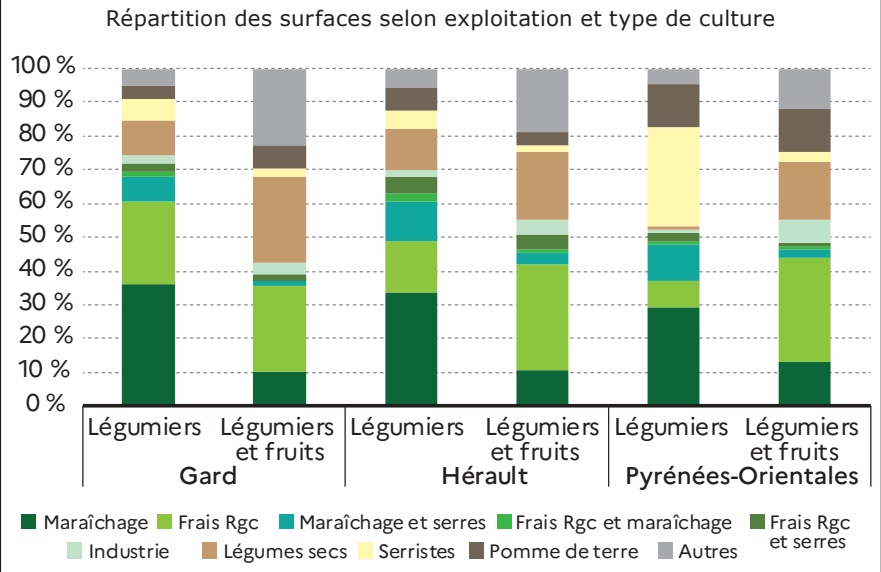 Répartition des surfaces selon exploitation et type de culture
100 %
90 %
80 %
70 %
60 %
50 %
40 %
30 %
20 %
10 %
0 %
Légumiers
Légumiers et fruits
Légumiers
Légumiers et fruits
Légumiers
Légumiers et fruits
Gard
Hérault
Pyrénées-Orientales
Maraîchage
Frais Rgc
Maraîchage et serres
Frais Rgc et maraîchage
Frais Rgc et serres
Industrie
Légumes secs
Serristes
Pomme de terre
Autres